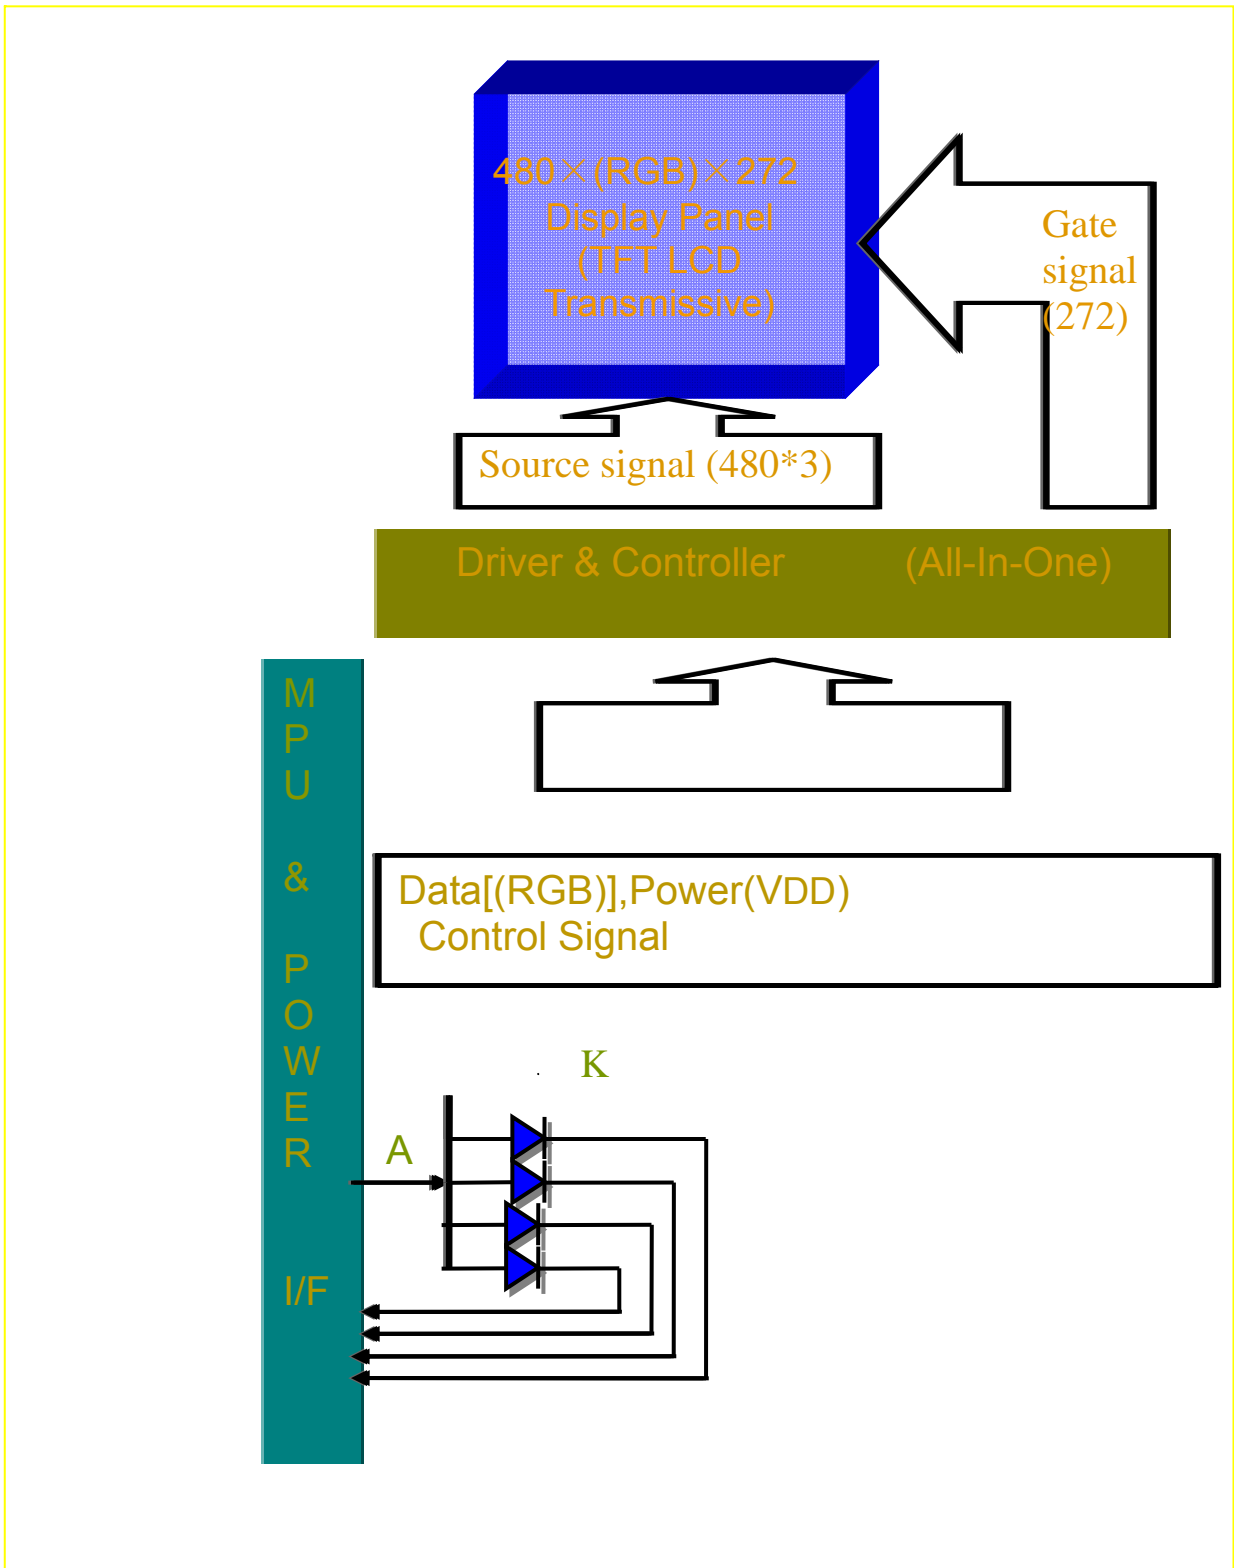 480×(RGB)×272
Display Panel
(TFT LCD
Transmissive)
Gate
signal
(272)
Source signal (480*3)
Driver & Controller (All-In-One)
M
P
U
&
P
O
W
E
R
I/F
Data[(RGB)],Power(VDD)
Control Signal
K
A